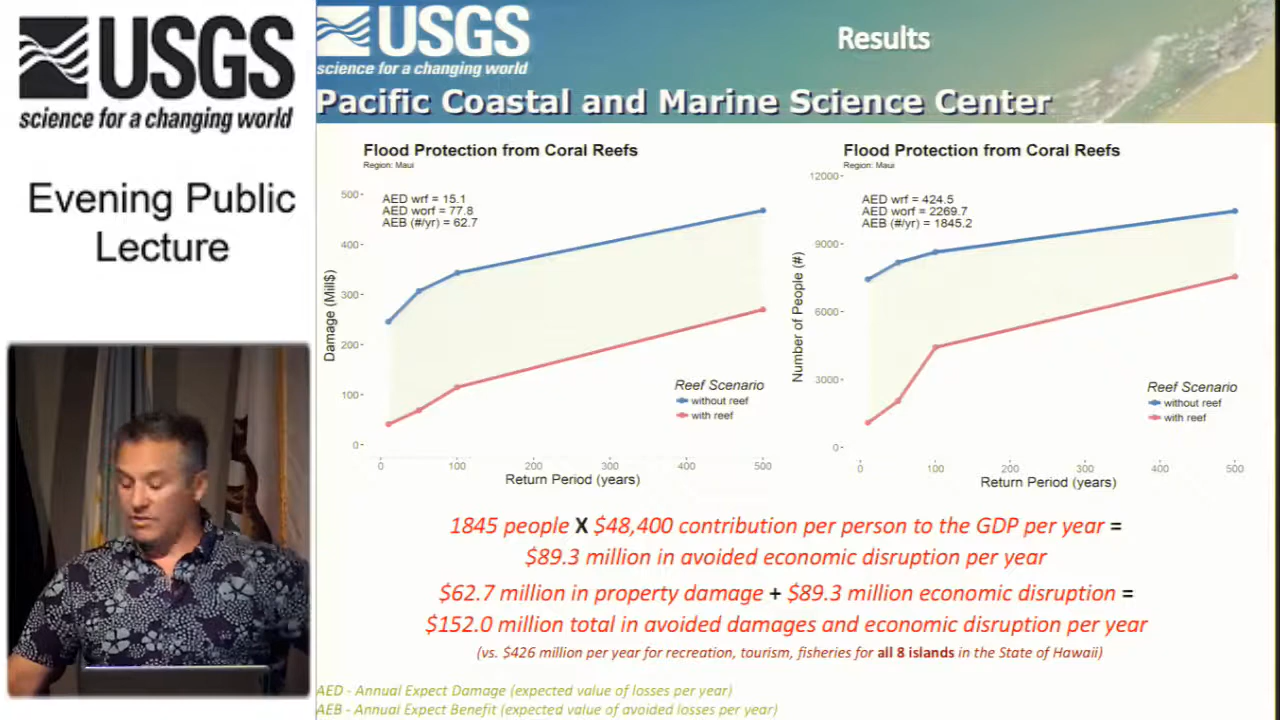 USGS
science for a changing world
Evening Public
Lecture
USGS
science for a changing world
Results
Pacific Coastal and Marine Science Center
Flood Protection from Coral Reefs
Region: Maui
AED wrf = 15.1
AED worf = 77.8
AEB (#/yr) = 62.7
500
400
300
200
100
0
Damage (Mill$)
0
100
200
300
400
500
Return Period (years)
Reef Scenario
without reef
with reef
Flood Protection from Coral Reefs
Region: Maui
AED wrf = 424.5
AED worf = 2269.7
AEB (#/yr) = 1845.2
12000
9000
6000
3000
0
Number of People (#)
0
100
200
300
400
500
Return Period (years)
Reef Scenario
without reef
with reef
1845 people X $48,400 contribution per person to the GDP per year =
$89.3 million in avoided economic disruption per year
$62.7 million in property damage + $89.3 million economic disruption =
$152.0 million total in avoided damages and economic disruption per year
(vs. $426 million per year for recreation, tourism, fisheries for all 8 islands in the State of Hawaii)
AED - Annual Expect Damage (expected value of losses per year)
AEB - Annual Expect Benefit (expected value of avoided losses per year)